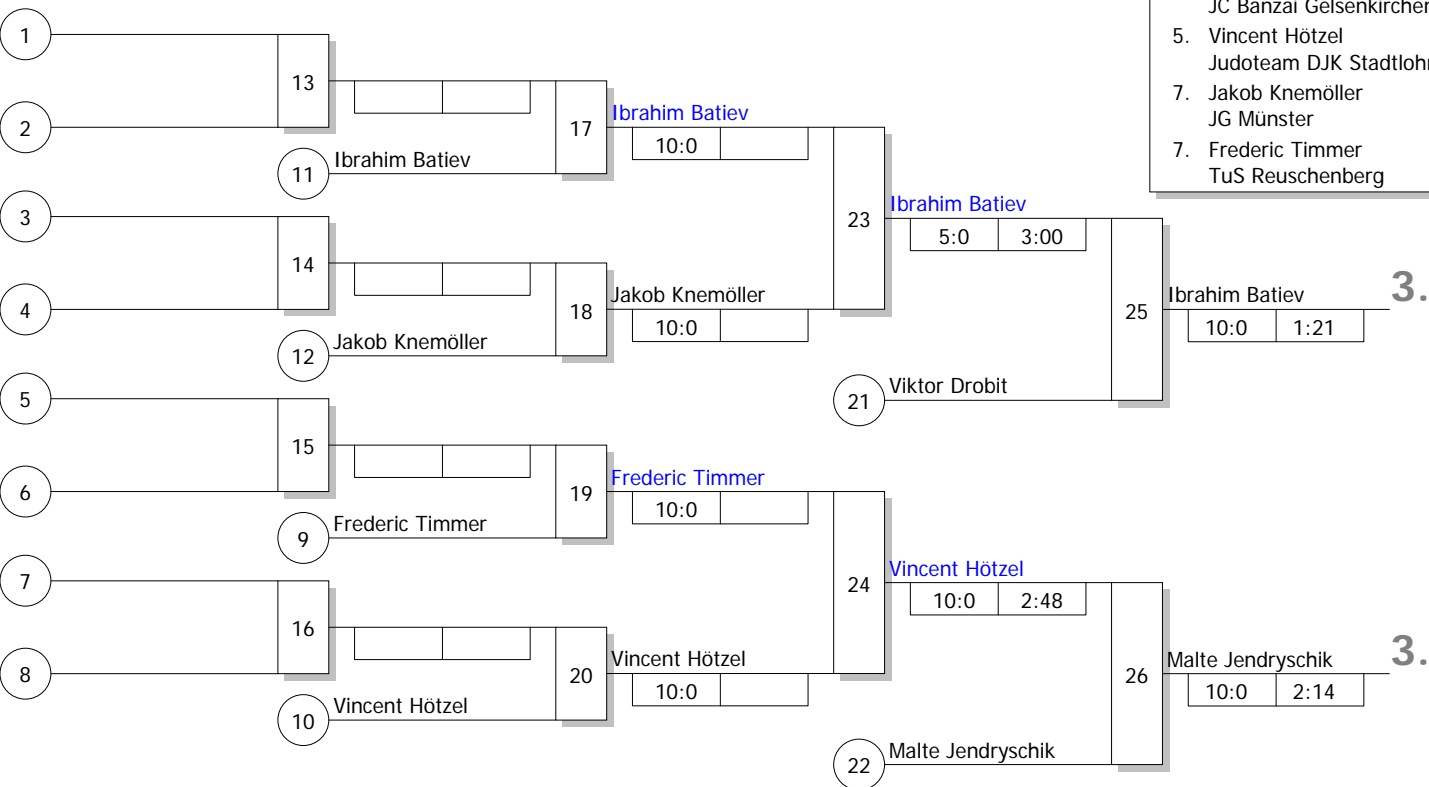 JC Banzai Gelsenkirchen
5. Vincent Hötzel
Judoteam DJK Stadtlohn
7. Jakob Knemöller
JG Münster
7. Frederic Timmer
TuS Reuschenberg
1
13
2
17
Ibrahim Batiev
10:0
11
Ibrahim Batiev
3
23
Ibrahim Batiev
5:0 3:00
14
4
18
Jakob Knemöller
10:0
25
Ibrahim Batiev
3.
10:0 1:21
12
Jakob Knemöller
5
21
Viktor Drobit
15
6
19
Frederic Timmer
10:0
9
Frederic Timmer
7
24
Vincent Hötzel
10:0 2:48
16
8
20
Vincent Hötzel
10:0
26
Malte Jendryschik
3.
10:0 2:14
10
Vincent Hötzel
22
Malte Jendryschik